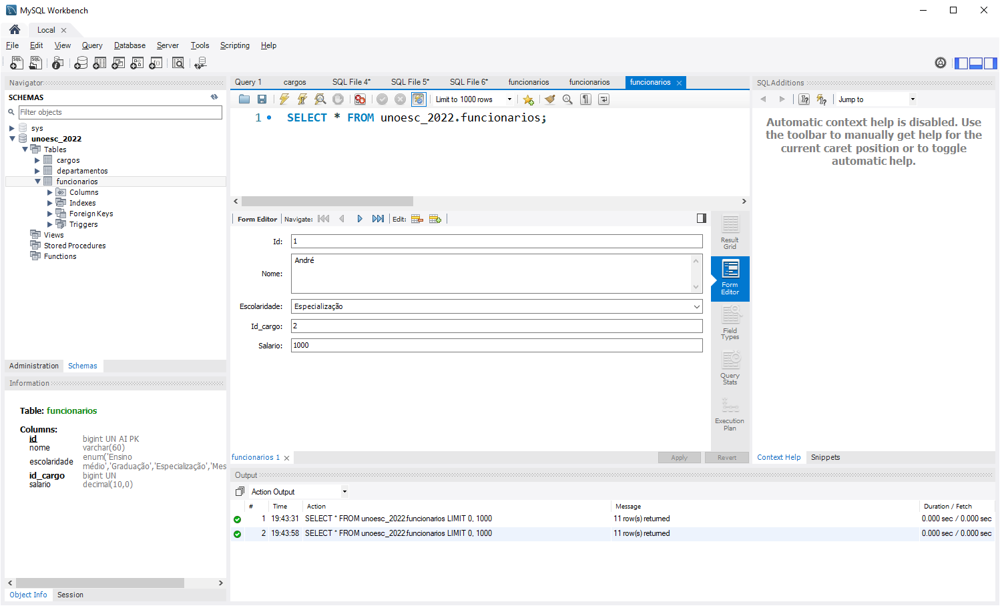 MySQL Workbench
Local
File Edit View Query Database Server Tools Scripting Help
Navigator
SCHEMAS
Filter objects
sys
unoesc_2022
Tables
cargos
departamentos
funcionarios
Columns
Indexes
Foreign Keys
Triggers
Views
Stored Procedures
Functions
Administration Schemas
Information
Table: funcionarios
Columns:
id bigint UN AI PK
nome varchar(60)
escolaridade enum('Ensino
médio','Graduação','Especialização','Mes
id_cargo bigint UN
salario decimal(10,0)
Object Info Session
Query 1 cargos SQL File 4* SQL File 5* SQL File 6* funcionarios funcionarios funcionarios
Limit to 1000 rows
1 SELECT * FROM unoesc_2022.funcionarios;
Form Editor Navigate: Edit:
Id: 1
Nome: André
Escolaridade: Especialização
Id_cargo: 2
Salario: 1000
Result
Grid
Form
Editor
Field
Types
Query
Stats
Execution
Plan
funcionarios 1 Apply Revert
SQLAdditions
Jump to
Automatic context help is disabled. Use
the toolbar to manually get help for the
current caret position or to toggle
automatic help.
Context Help Snippets
Output
Action Output
# Time Action Message Duration / Fetch
1 19:43:31 SELECT * FROM unoesc_2022.funcionarios LIMIT 0, 1000 11 row(s) returned 0.000 sec / 0.000 sec
2 19:43:58 SELECT * FROM unoesc_2022.funcionarios LIMIT 0, 1000 11 row(s) returned 0.000 sec / 0.000 sec